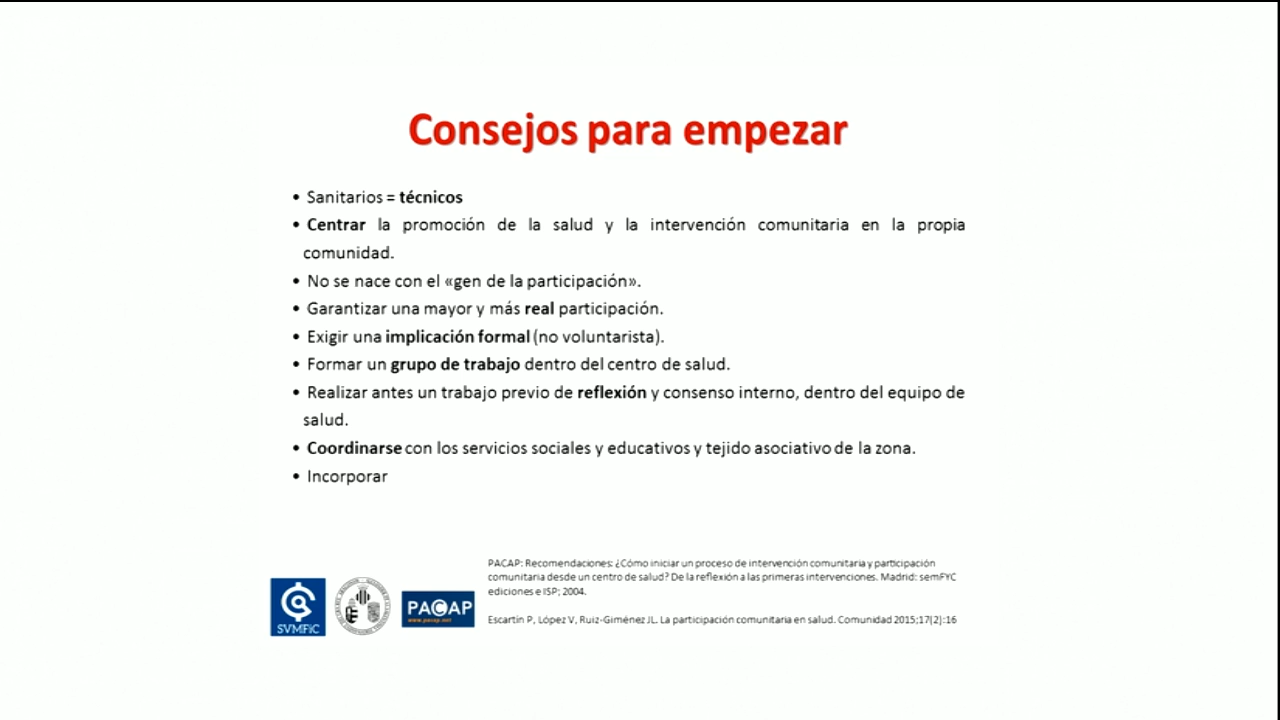 Consejos para empezar
• Sanitarios = técnicos
• Centrar la promoción de la salud y la intervención comunitaria en la propia
comunidad.
• No se nace con el «gen de la participación».
• Garantizar una mayor y más real participación.
• Exigir una implicación formal (no voluntarista).
• Formar un grupo de trabajo dentro del centro de salud.
• Realizar antes un trabajo previo de reflexión y consenso interno, dentro del equipo de
salud.
• Coordinarse con los servicios sociales y educativos y tejido asociativo de la zona.
• Incorporar
PACAP: Recomendaciones: ¿Cómo iniciar un proceso de intervención comunitaria y participación
comunitaria desde un centro de salud? De la reflexión a las primeras intervenciones. Madrid: semFYC
ediciones e ISP; 2004.
Escartín P, López V, Ruiz-Giménez JL. La participación comunitaria en salud. Comunidad 2015;17(2):16
SVMFiC
PACAP
www.pacap.net